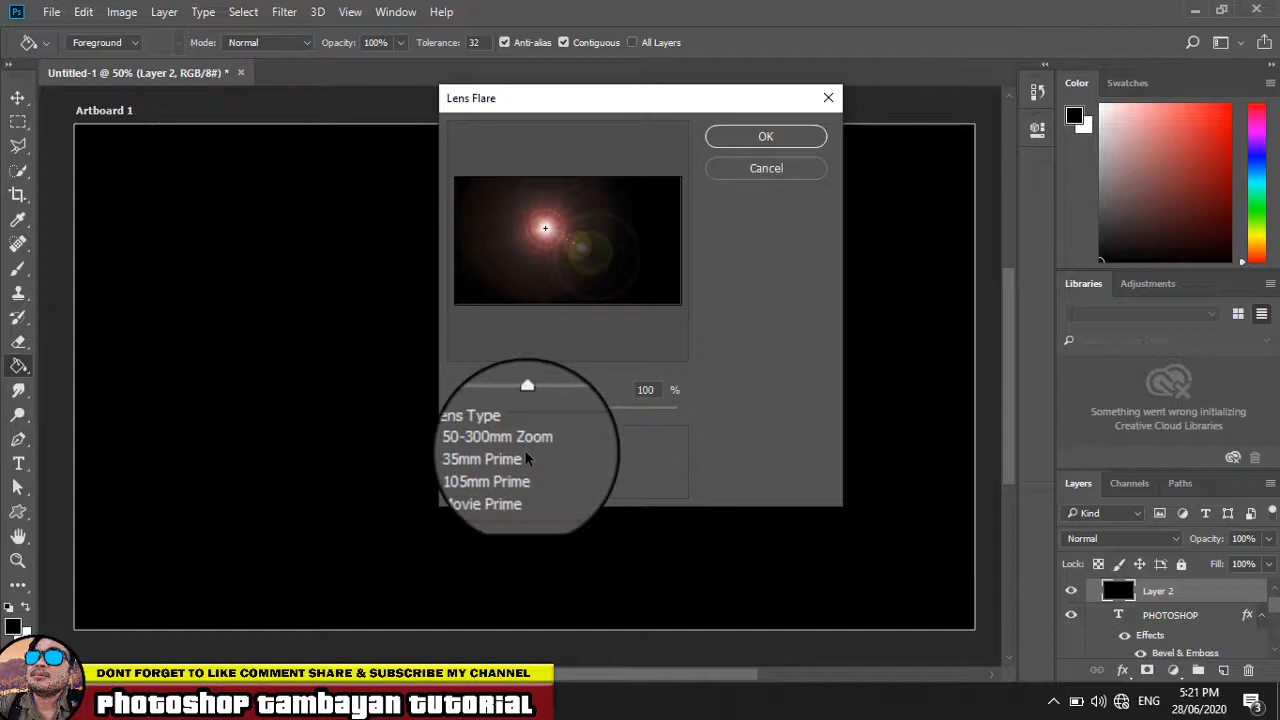 Ps File Edit Image Layer Type Select Filter 3D View Window Help
Foreground Mode: Normal Opacity: 100% Tolerance: 32 Anti-alias Contiguous All Layers
Untitled-1 @ 50% (Layer 2, RGB/8#) *
Artboard 1
Lens Flare
OK
Cancel
100 %
ens Type
50-300mm Zoom
35mm Prime
105mm Prime
Movie Prime
Color Swatches
Libraries Adjustments
Something went wrong initializing
Creative Cloud Libraries
Layers Channels Paths
Kind
Normal Opacity: 100%
Lock: Fill: 100%
Layer 2
T PHOTOSHOP fx
Effects
Bevel & Emboss
DONT FORGET TO LIKE COMMENT SHARE & SUBSCRIBE MY CHANNEL
PHOTOSHOP TAMBAYAN TUTORIAL
ENG
5:21 PM
28/06/2020
3